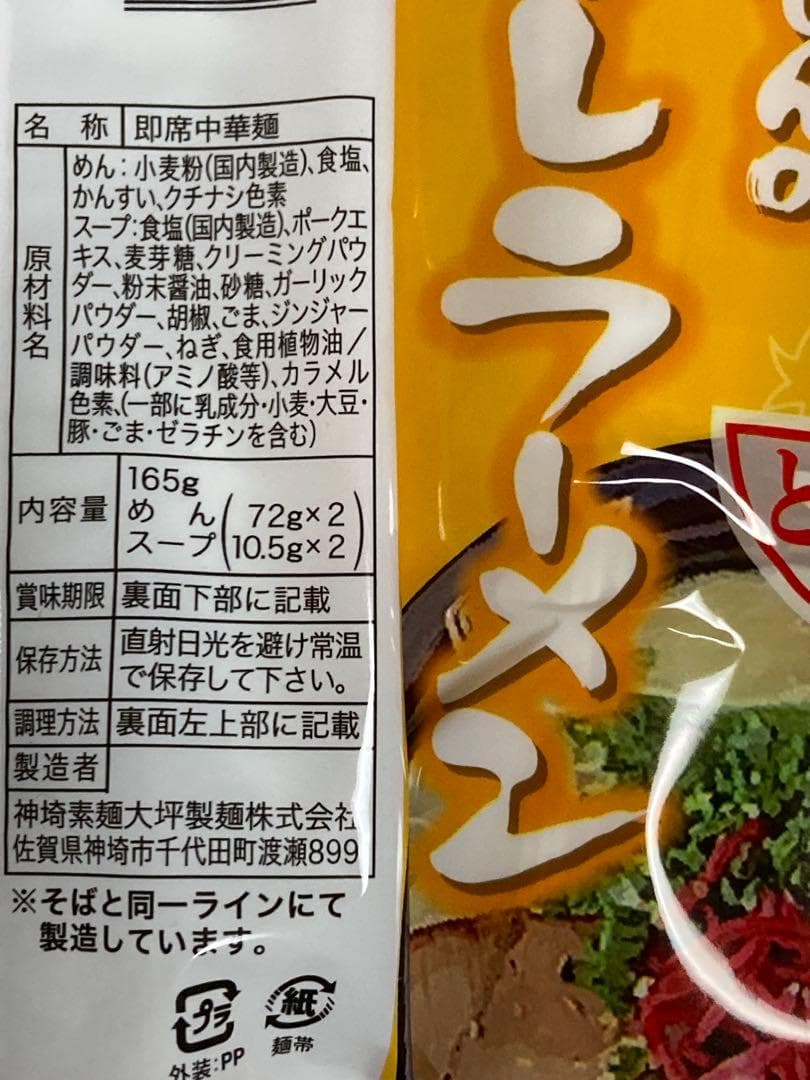 名 称 即席中華麺
原材料名
めん:小麦粉(国内製造)、食塩、
かんすい、クチナシ色素
スープ:食塩(国内製造)、ポークエ
キス、麦芽糖、クリーミングパウ
ダー、粉末醤油、砂糖、ガーリック
パウダー、胡椒、ごま、ジンジャー
パウダー、ねぎ、食用植物油/
調味料(アミノ酸等)、カラメル
色素、(一部に乳成分・小麦・大豆・
豚・ごま・ゼラチンを含む)
内容量
165g
めん(72g×2
スープ 10.5g×2)
賞味期限 裏面下部に記載
保存方法
直射日光を避け常温
で保存して下さい。
調理方法 裏面左上部に記載
製造者
神埼素麺大坪製麺株式会社
佐賀県神埼市千代田町渡瀬899
※そばと同一ラインにて
製造しています。
プラ
外装:PP
紙
麺帯
ラーメン
と